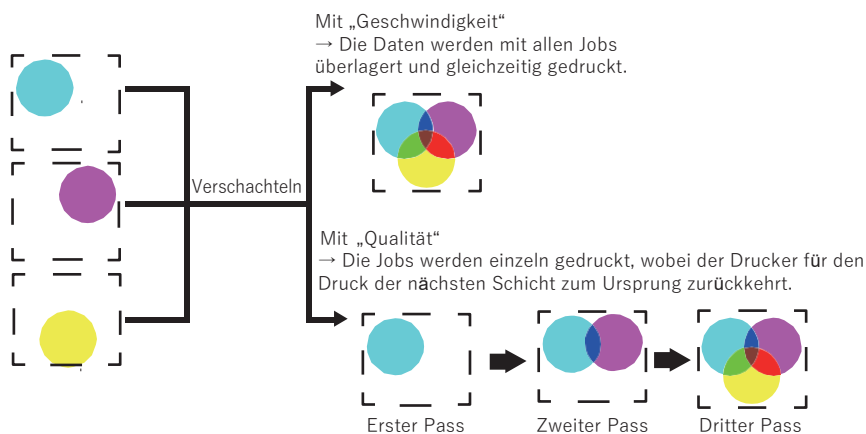 Mit „Geschwindigkeit“
→ Die Daten werden mit allen Jobs
überlagert und gleichzeitig gedruckt.
Verschachteln
Mit „Qualität“
→ Die Jobs werden einzeln gedruckt, wobei der Drucker für den
Druck der nächsten Schicht zum Ursprung zurückkehrt.
Erster Pass
Zweiter Pass
Dritter Pass